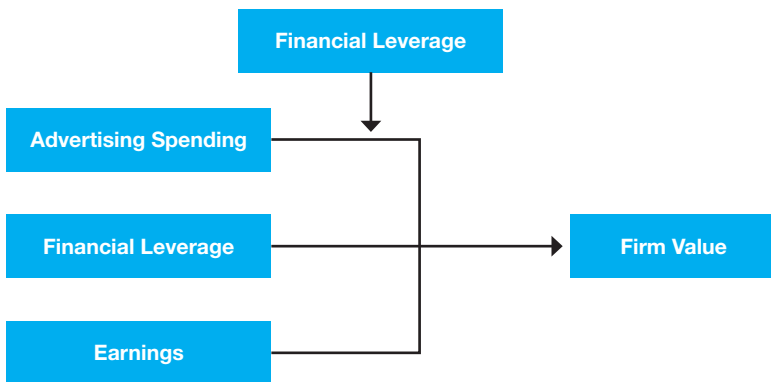 Financial Leverage
Advertising Spending
Financial Leverage
Firm Value
Earnings